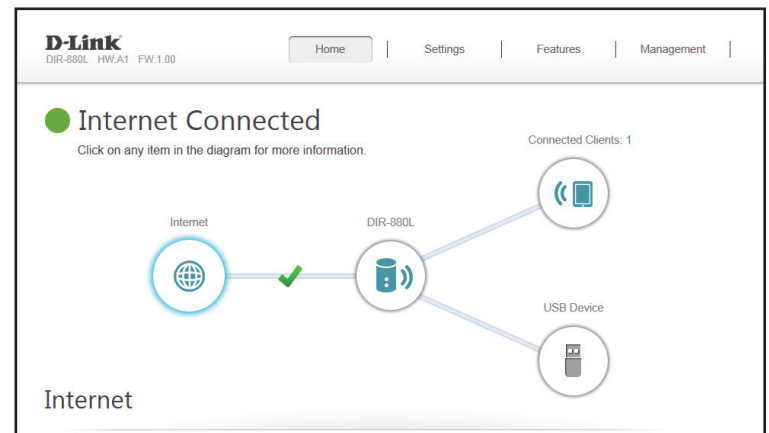 D-Link
DIR-880L HW:A1 FW:1.00
Home
Settings
Features
Management
Internet Connected
Click on any item in the diagram for more information.
Connected Clients: 1
Internet
DIR-880L
USB Device
Internet